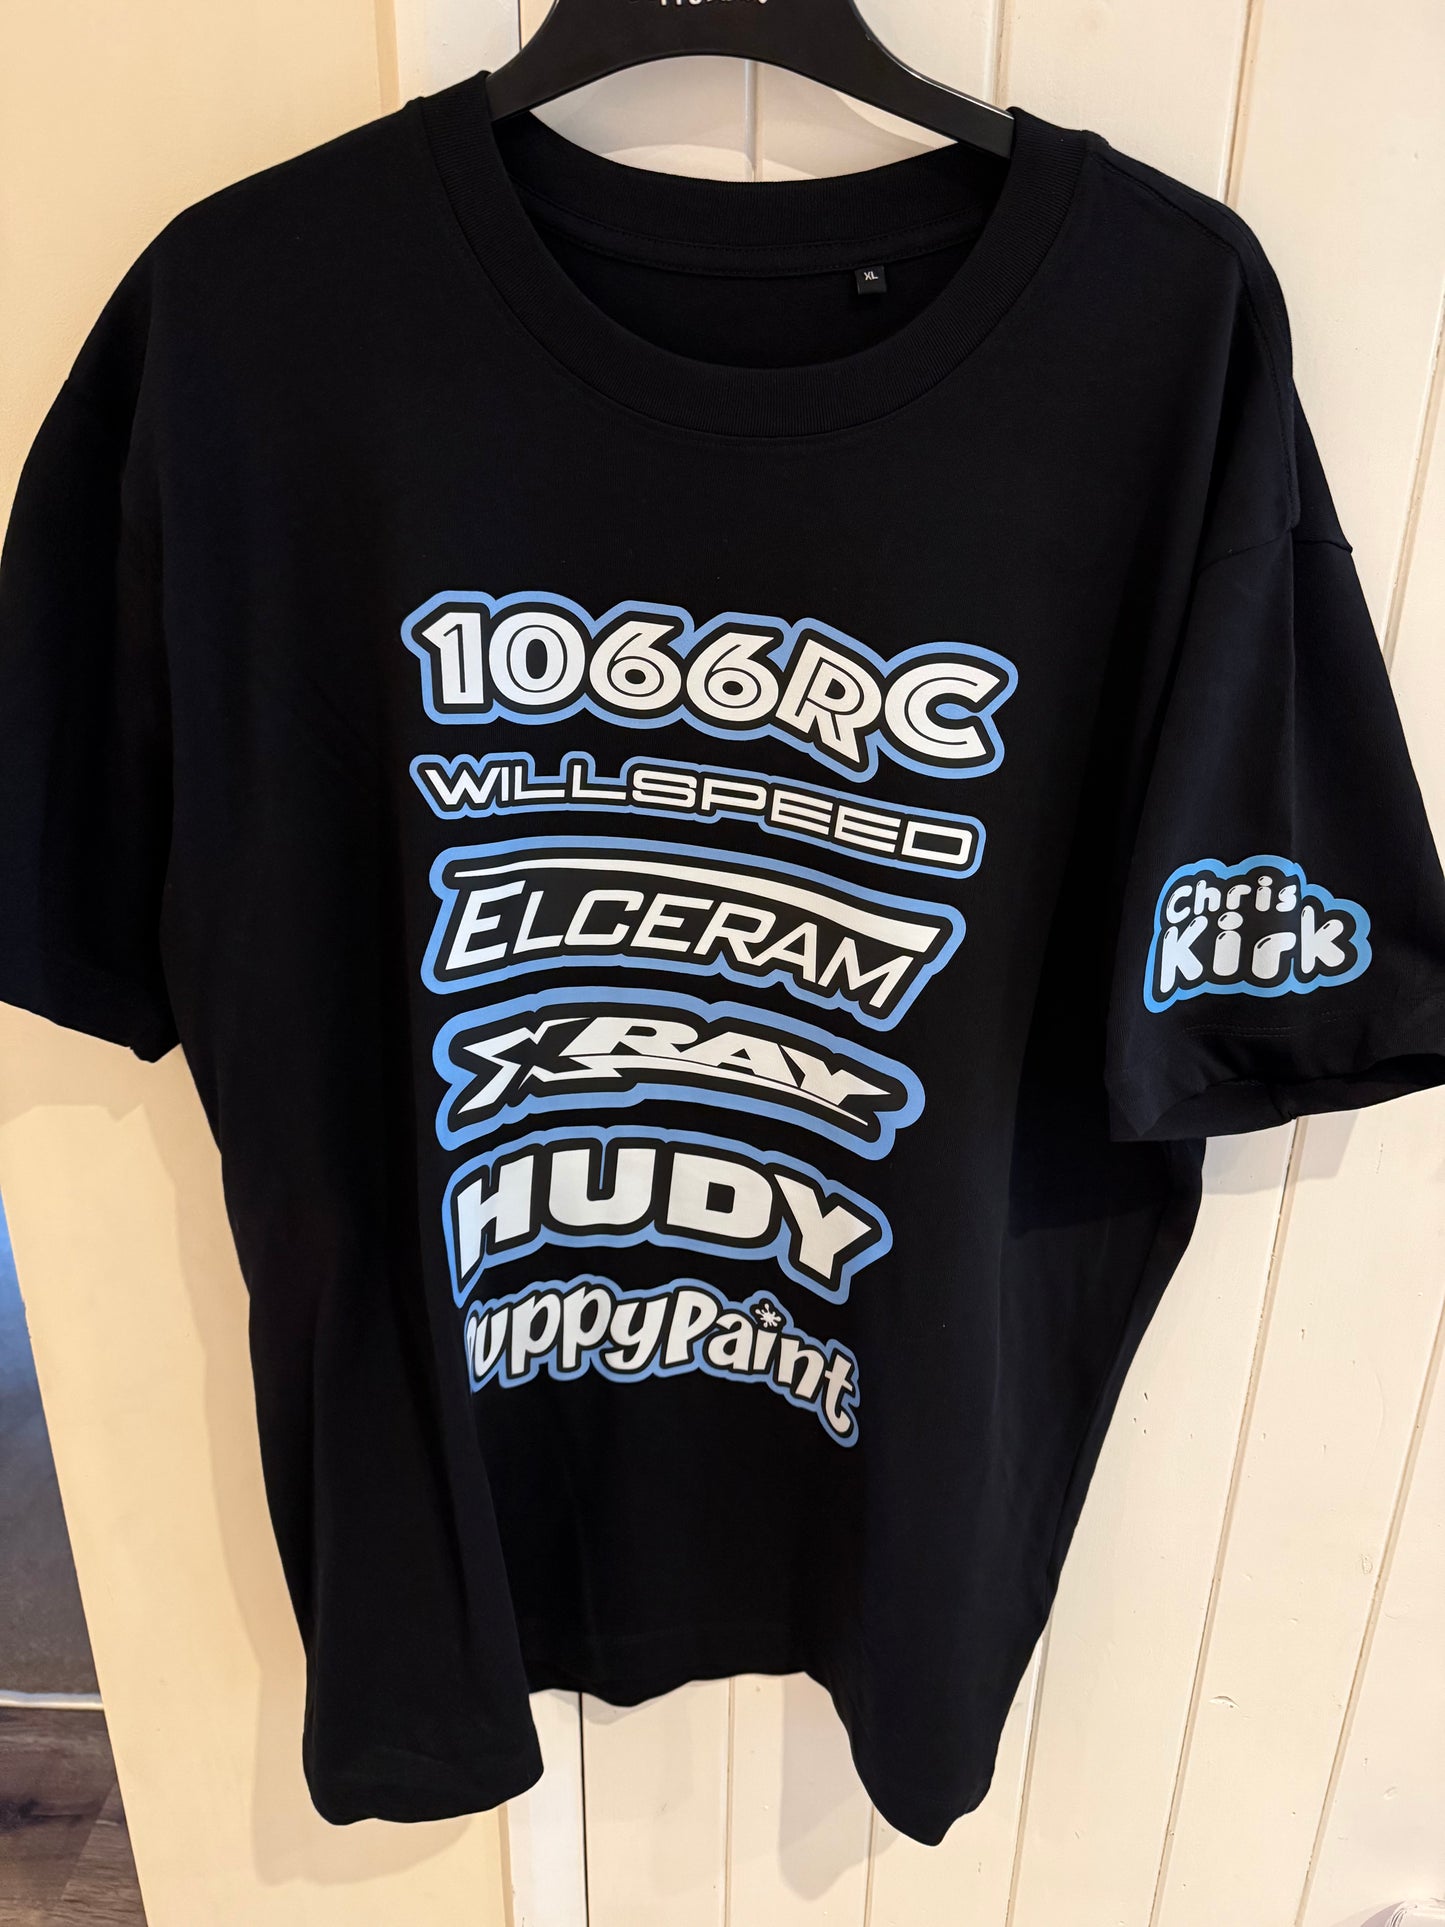 XL
1066RC
WILLSPEED
ELCERAM
XRAY
HUDY
PuppyPaint
Chris
Kirk